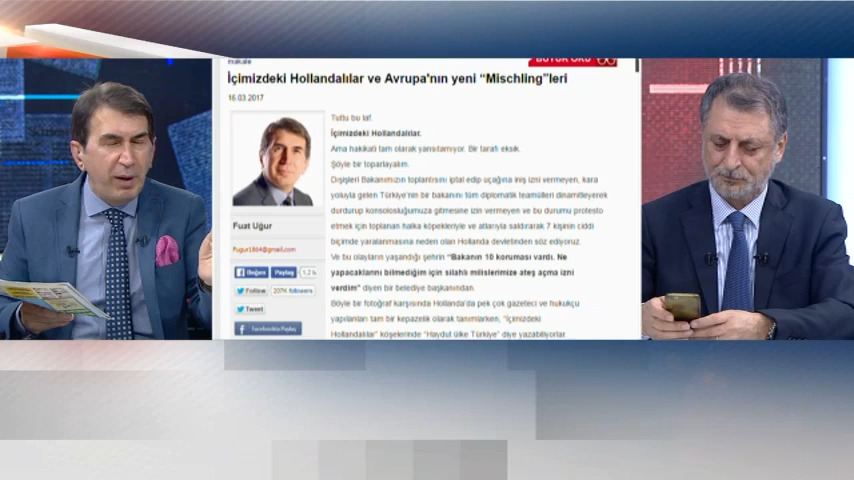 makale
BÜYÜK OKU
İçimizdeki Hollandalılar ve Avrupa'nın yeni “Mischling”leri
16.03.2017
Tuttu bu laf.
İçimizdeki Hollandalılar.
Ama hakikati tam olarak yansıtamıyor. Bir tarafı eksik.
Şöyle bir toparlayalım.
Dışişleri Bakanımızın toplantısını iptal edip uçağına iniş izni vermeyen, kara
yoluyla gelen Türkiye'nin bir bakanını tüm diplomatik teamülleri dinamitleyerek
durdurup konsolosluğumuza gitmesine izin vermeyen ve bu durumu protesto
etmek için toplanan halka köpekleriyle ve atlarıyla saldırarak 7 kişinin ciddi
biçimde yaralanmasına neden olan Hollanda devletinden söz ediyoruz.
Ve bu olayların yaşandığı şehrin “Bakanın 10 koruması vardı. Ne
yapacaklarını bilmediğim için silahlı milislerimize ateş açma izni
verdim” diyen bir belediye başkanından.
Böyle bir fotoğraf karşısında Hollanda'da pek çok gazeteci ve hukukçu
yapılanları tam bir kepazelik olarak tanımlarken, “İçimizdeki
Hollandalılar” köşelerinde “Haydut ülke Türkiye” diye yazabiliyorlar
Fuat Uğur
fugur1864@gmail.com
Beğen Paylaş 1,2 b
Follow 207K followers
Tweet
Facebookta Paylaş